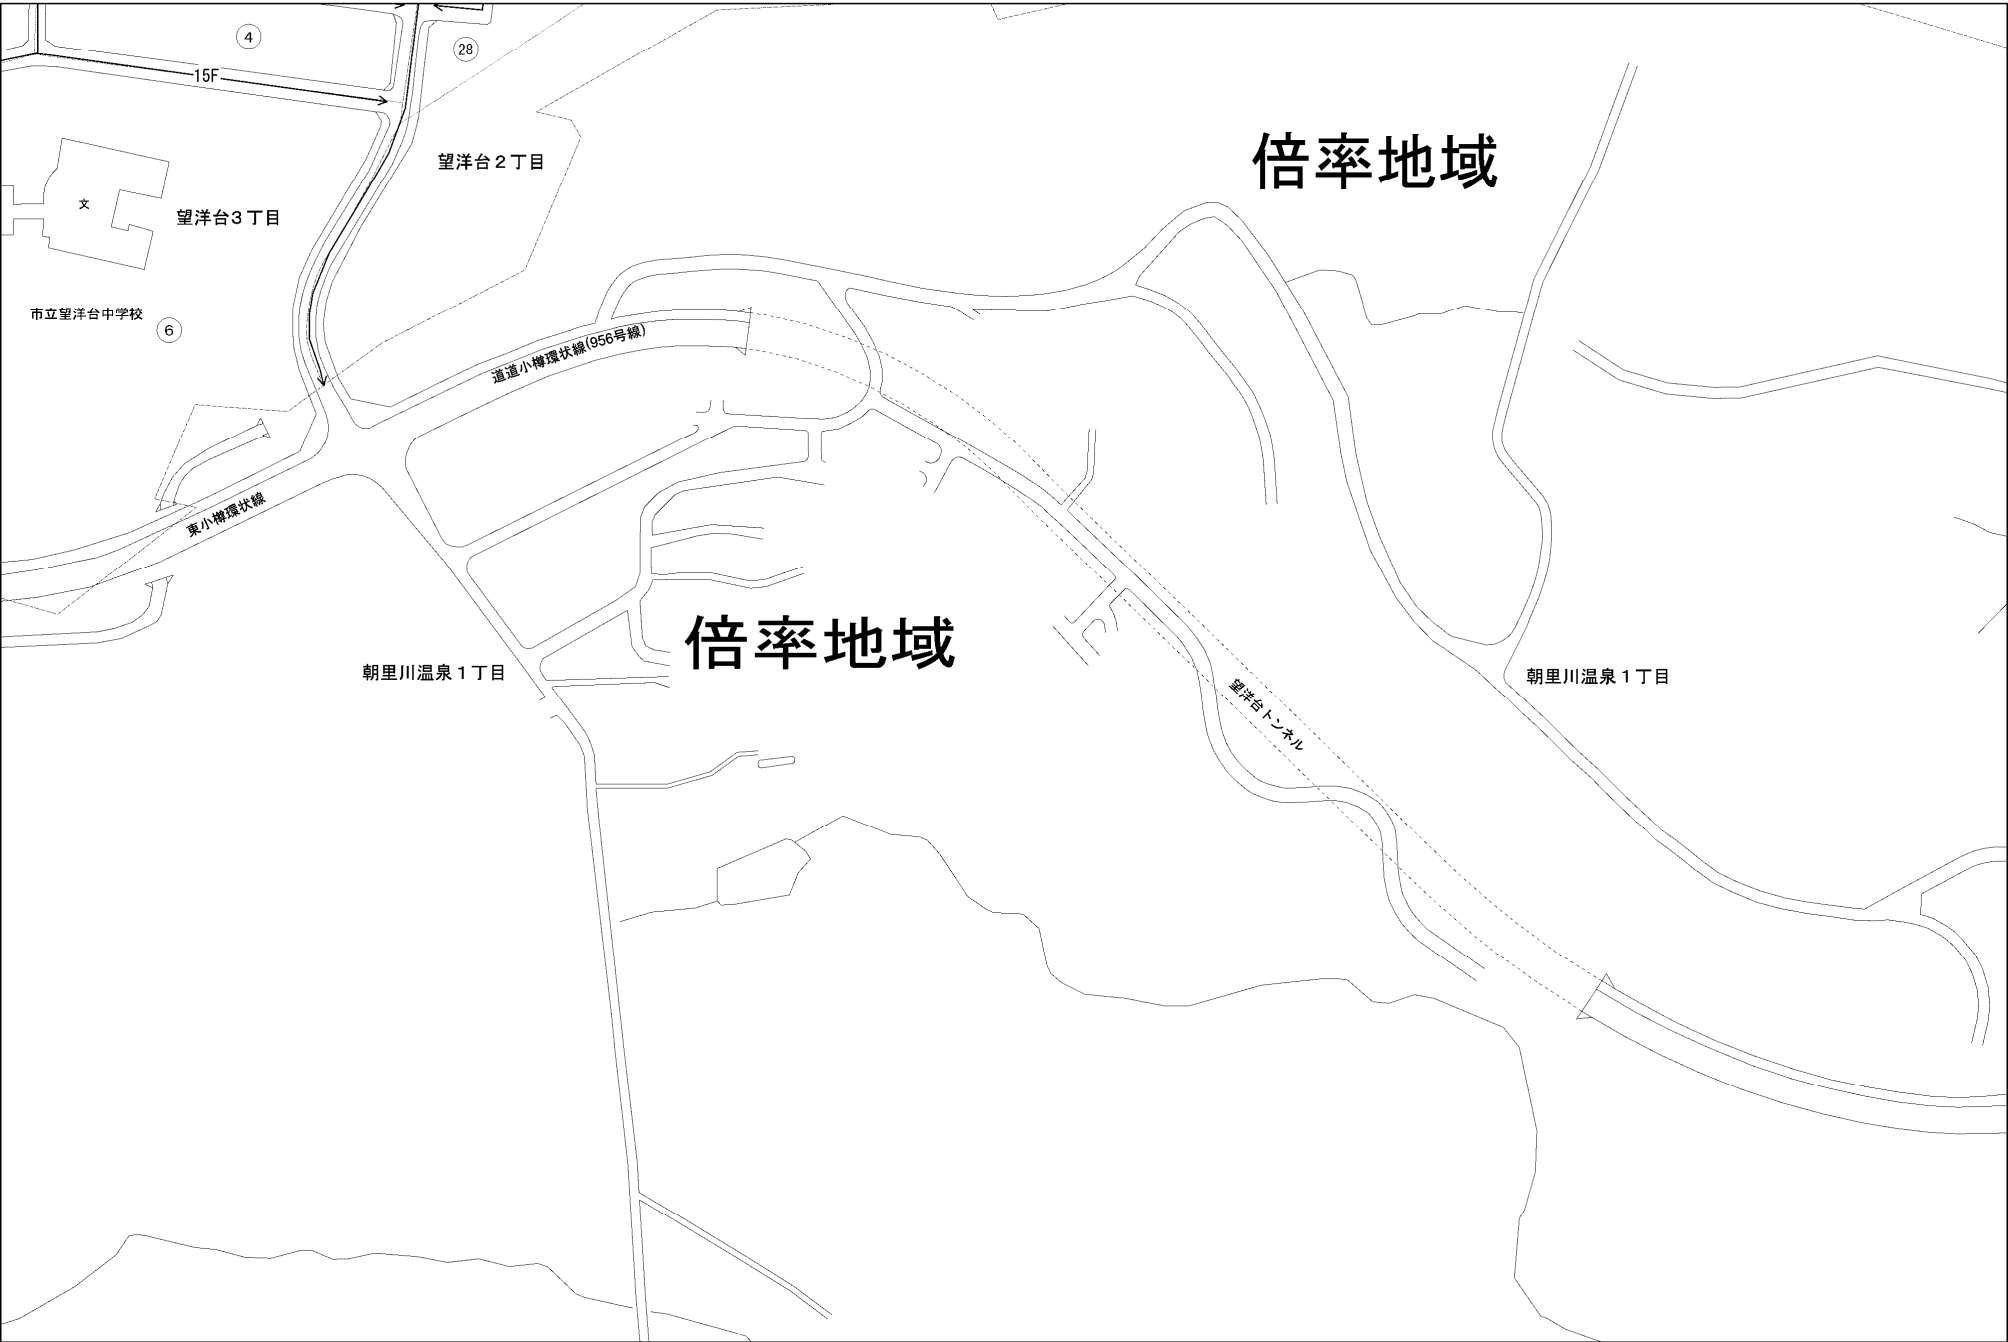 4
28
15F
望洋台２丁目
倍率地域
文
望洋台３丁目
市立望洋台中学校
6
道道小樽環状線(956号線)
東小樽環状線
倍率地域
朝里川温泉１丁目
朝里川温泉１丁目
望洋台トンネル